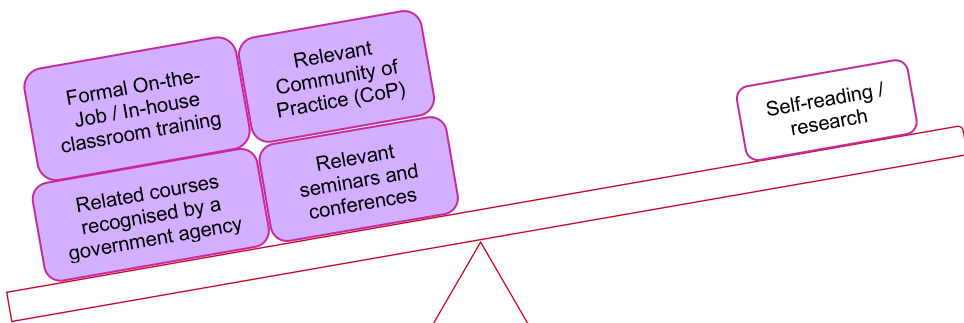 Formal On-the-
Job / In-house
classroom training
Relevant
Community of
Practice (CoP)
Related courses
recognised by a
government agency
Relevant
seminars and
conferences
Self-reading /
research